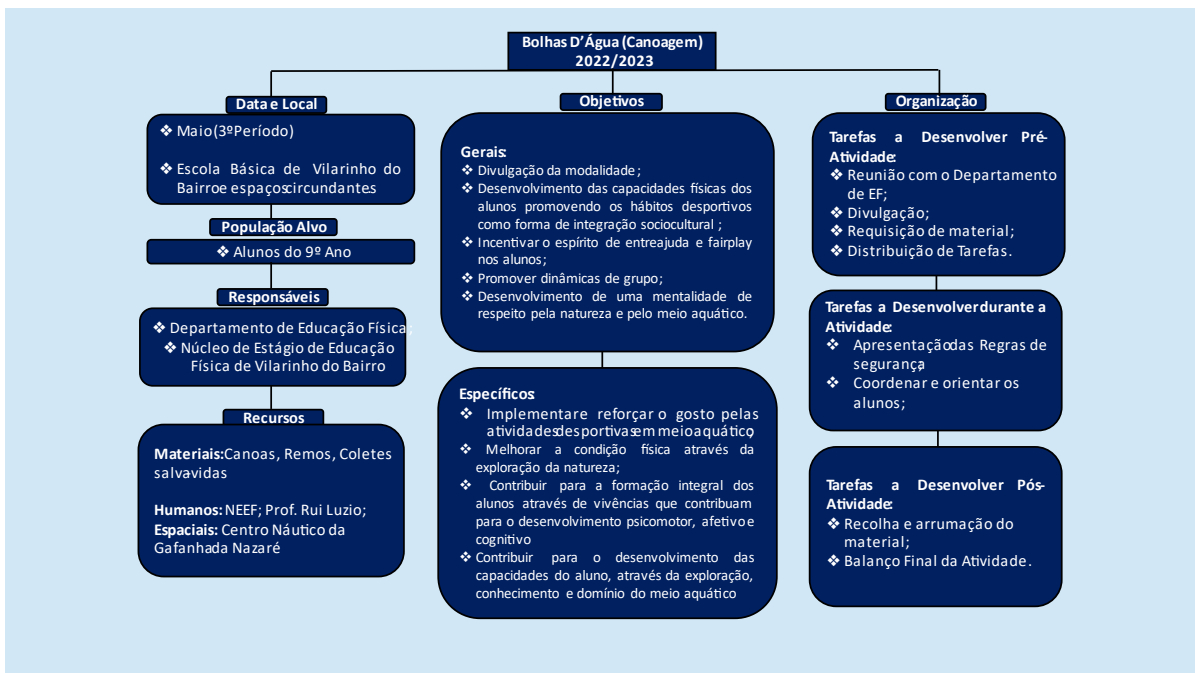 Bolhas D'Água (Canoagem)
2022/2023
Data e Local
❖ Maio (3º Período)
❖ Escola Básica de Vilarinho do
Bairro e espaços circundantes.
População Alvo
❖ Alunos do 9º Ano
Responsáveis
❖ Departamento de Educação Física;
❖ Núcleo de Estágio de Educação
Física de Vilarinho do Bairro
Recursos
Materiais: Canoas, Remos, Coletes
salva-vidas
Humanos: NEEF; Prof. Rui Luzio;
Espaciais: Centro Náutico da
Gafanha da Nazaré
Objetivos
Gerais:
❖ Divulgação da modalidade;
❖ Desenvolvimento das capacidades físicas dos
alunos promovendo os hábitos desportivos
como forma de integração sociocultural ;
❖ Incentivar o espírito de entreajuda e fairplay
nos alunos;
❖ Promover dinâmicas de grupo;
❖ Desenvolvimento de uma mentalidade de
respeito pela natureza e pelo meio aquático.
Específicos:
❖ Implementar e reforçar o gosto pelas
atividades desportivas em meio aquático;
❖ Melhorar a condição física através da
exploração da natureza;
❖ Contribuir para a formação integral dos
alunos através de vivências que contribuam
para o desenvolvimento psicomotor, afetivo e
cognitivo
❖ Contribuir para o desenvolvimento das
capacidades do aluno, através da exploração,
conhecimento e domínio do meio aquático
Organização
Tarefas a Desenvolver Pré-
Atividade:
❖ Reunião com o Departamento
de EF;
❖ Divulgação;
❖ Requisição de material;
❖ Distribuição de Tarefas.
Tarefas a Desenvolver durante a
Atividade:
❖ Apresentação das Regras de
segurança;
❖ Coordenar e orientar os
alunos;
Tarefas a Desenvolver Pós-
Atividade:
❖ Recolha e arrumação do
material;
❖ Balanço Final da Atividade.